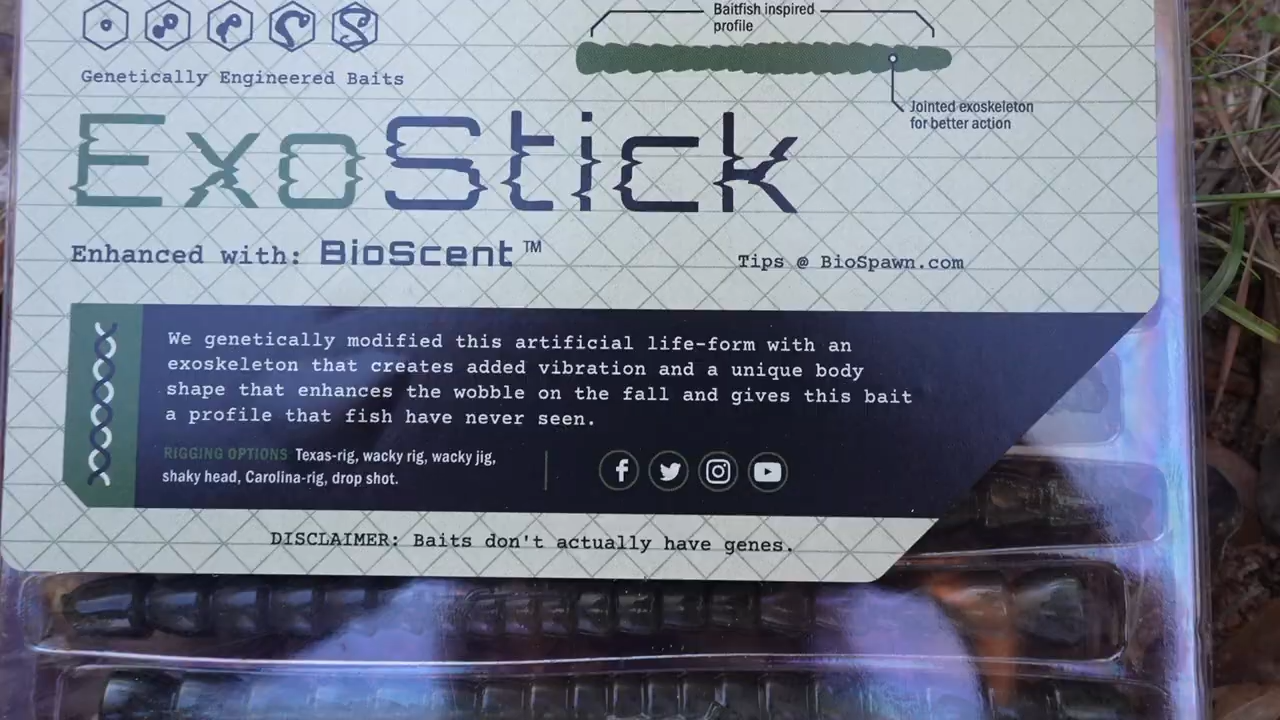 Baitfish inspired
profile
Genetically Engineered Baits
Jointed exoskeleton
for better action
ExoStick
Enhanced with: BioScent™
Tips @ BioSpawn.com
We genetically modified this artificial life-form with an
exoskeleton that creates added vibration and a unique body
shape that enhances the wobble on the fall and gives this bait
a profile that fish have never seen.
RIGGING OPTIONS Texas-rig, wacky rig, wacky jig,
shaky head, Carolina-rig, drop shot.
DISCLAIMER: Baits don't actually have genes.